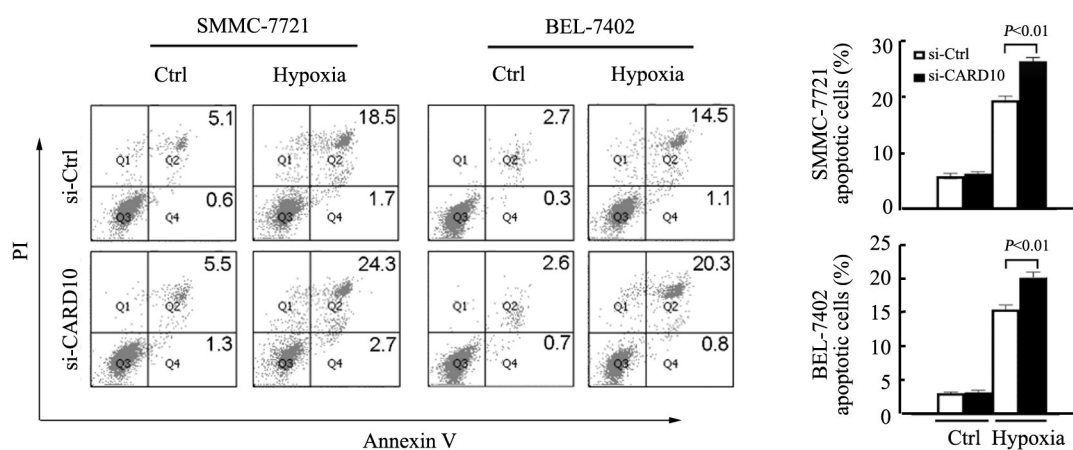 SMMC-7721 BEL-7402
Ctrl Hypoxia Ctrl Hypoxia
si-Ctrl
5.1 18.5 2.7 14.5
Q1 Q2 Q1 Q2 Q1 Q2 Q1 Q2
0.6 1.7 0.3 1.1
Q3 Q4 Q3 Q4 Q3 Q4 Q3 Q4
si-CARD10
5.5 24.3 2.6 20.3
Q1 Q2 Q1 Q2 Q1 Q2 Q1 Q2
1.3 2.7 0.7 0.8
Q3 Q4 Q3 Q4 Q3 Q4 Q3 Q4
PI
Annexin V
SMMC-7721
apoptotic cells (%)
P<0.01
si-Ctrl
si-CARD10
30
20
10
0
BEL-7402
apoptotic cells (%)
P<0.01
25
20
15
10
5
0
Ctrl Hypoxia